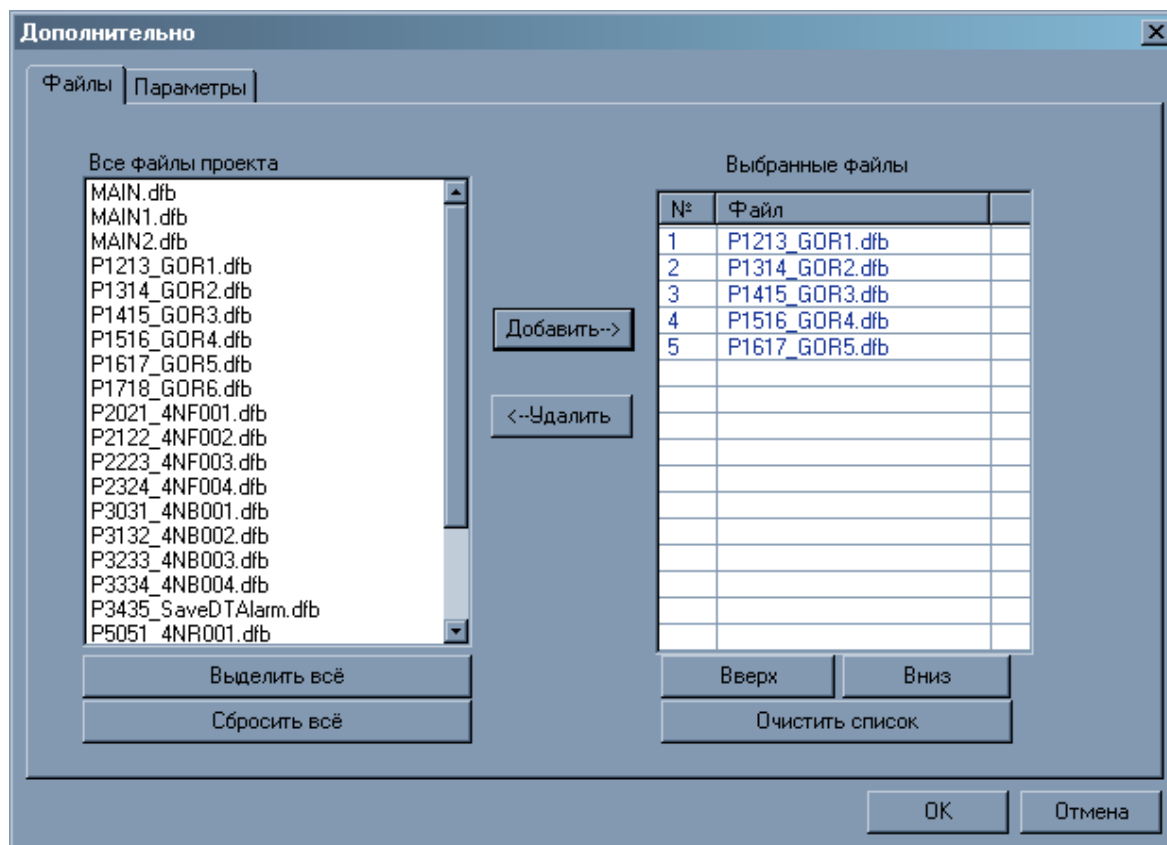 Дополнительно
Файлы
Параметры
Все файлы проекта
MAIN.dfb
MAIN1.dfb
MAIN2.dfb
P1213_GOR1.dfb
P1314_GOR2.dfb
P1415_GOR3.dfb
P1516_GOR4.dfb
P1617_GOR5.dfb
P1718_GOR6.dfb
P2021_4NF001.dfb
P2122_4NF002.dfb
P2223_4NF003.dfb
P2324_4NF004.dfb
P3031_4NB001.dfb
P3132_4NB002.dfb
P3233_4NB003.dfb
P3334_4NB004.dfb
P3435_SaveDTAlarm.dfb
P5051_4NR001.dfb
Выделить всё
Сбросить всё
Добавить-->
<--Удалить
Выбранные файлы
№ Файл
1 P1213_GOR1.dfb
2 P1314_GOR2.dfb
3 P1415_GOR3.dfb
4 P1516_GOR4.dfb
5 P1617_GOR5.dfb
Вверх
Вниз
Очистить список
OK
Отмена